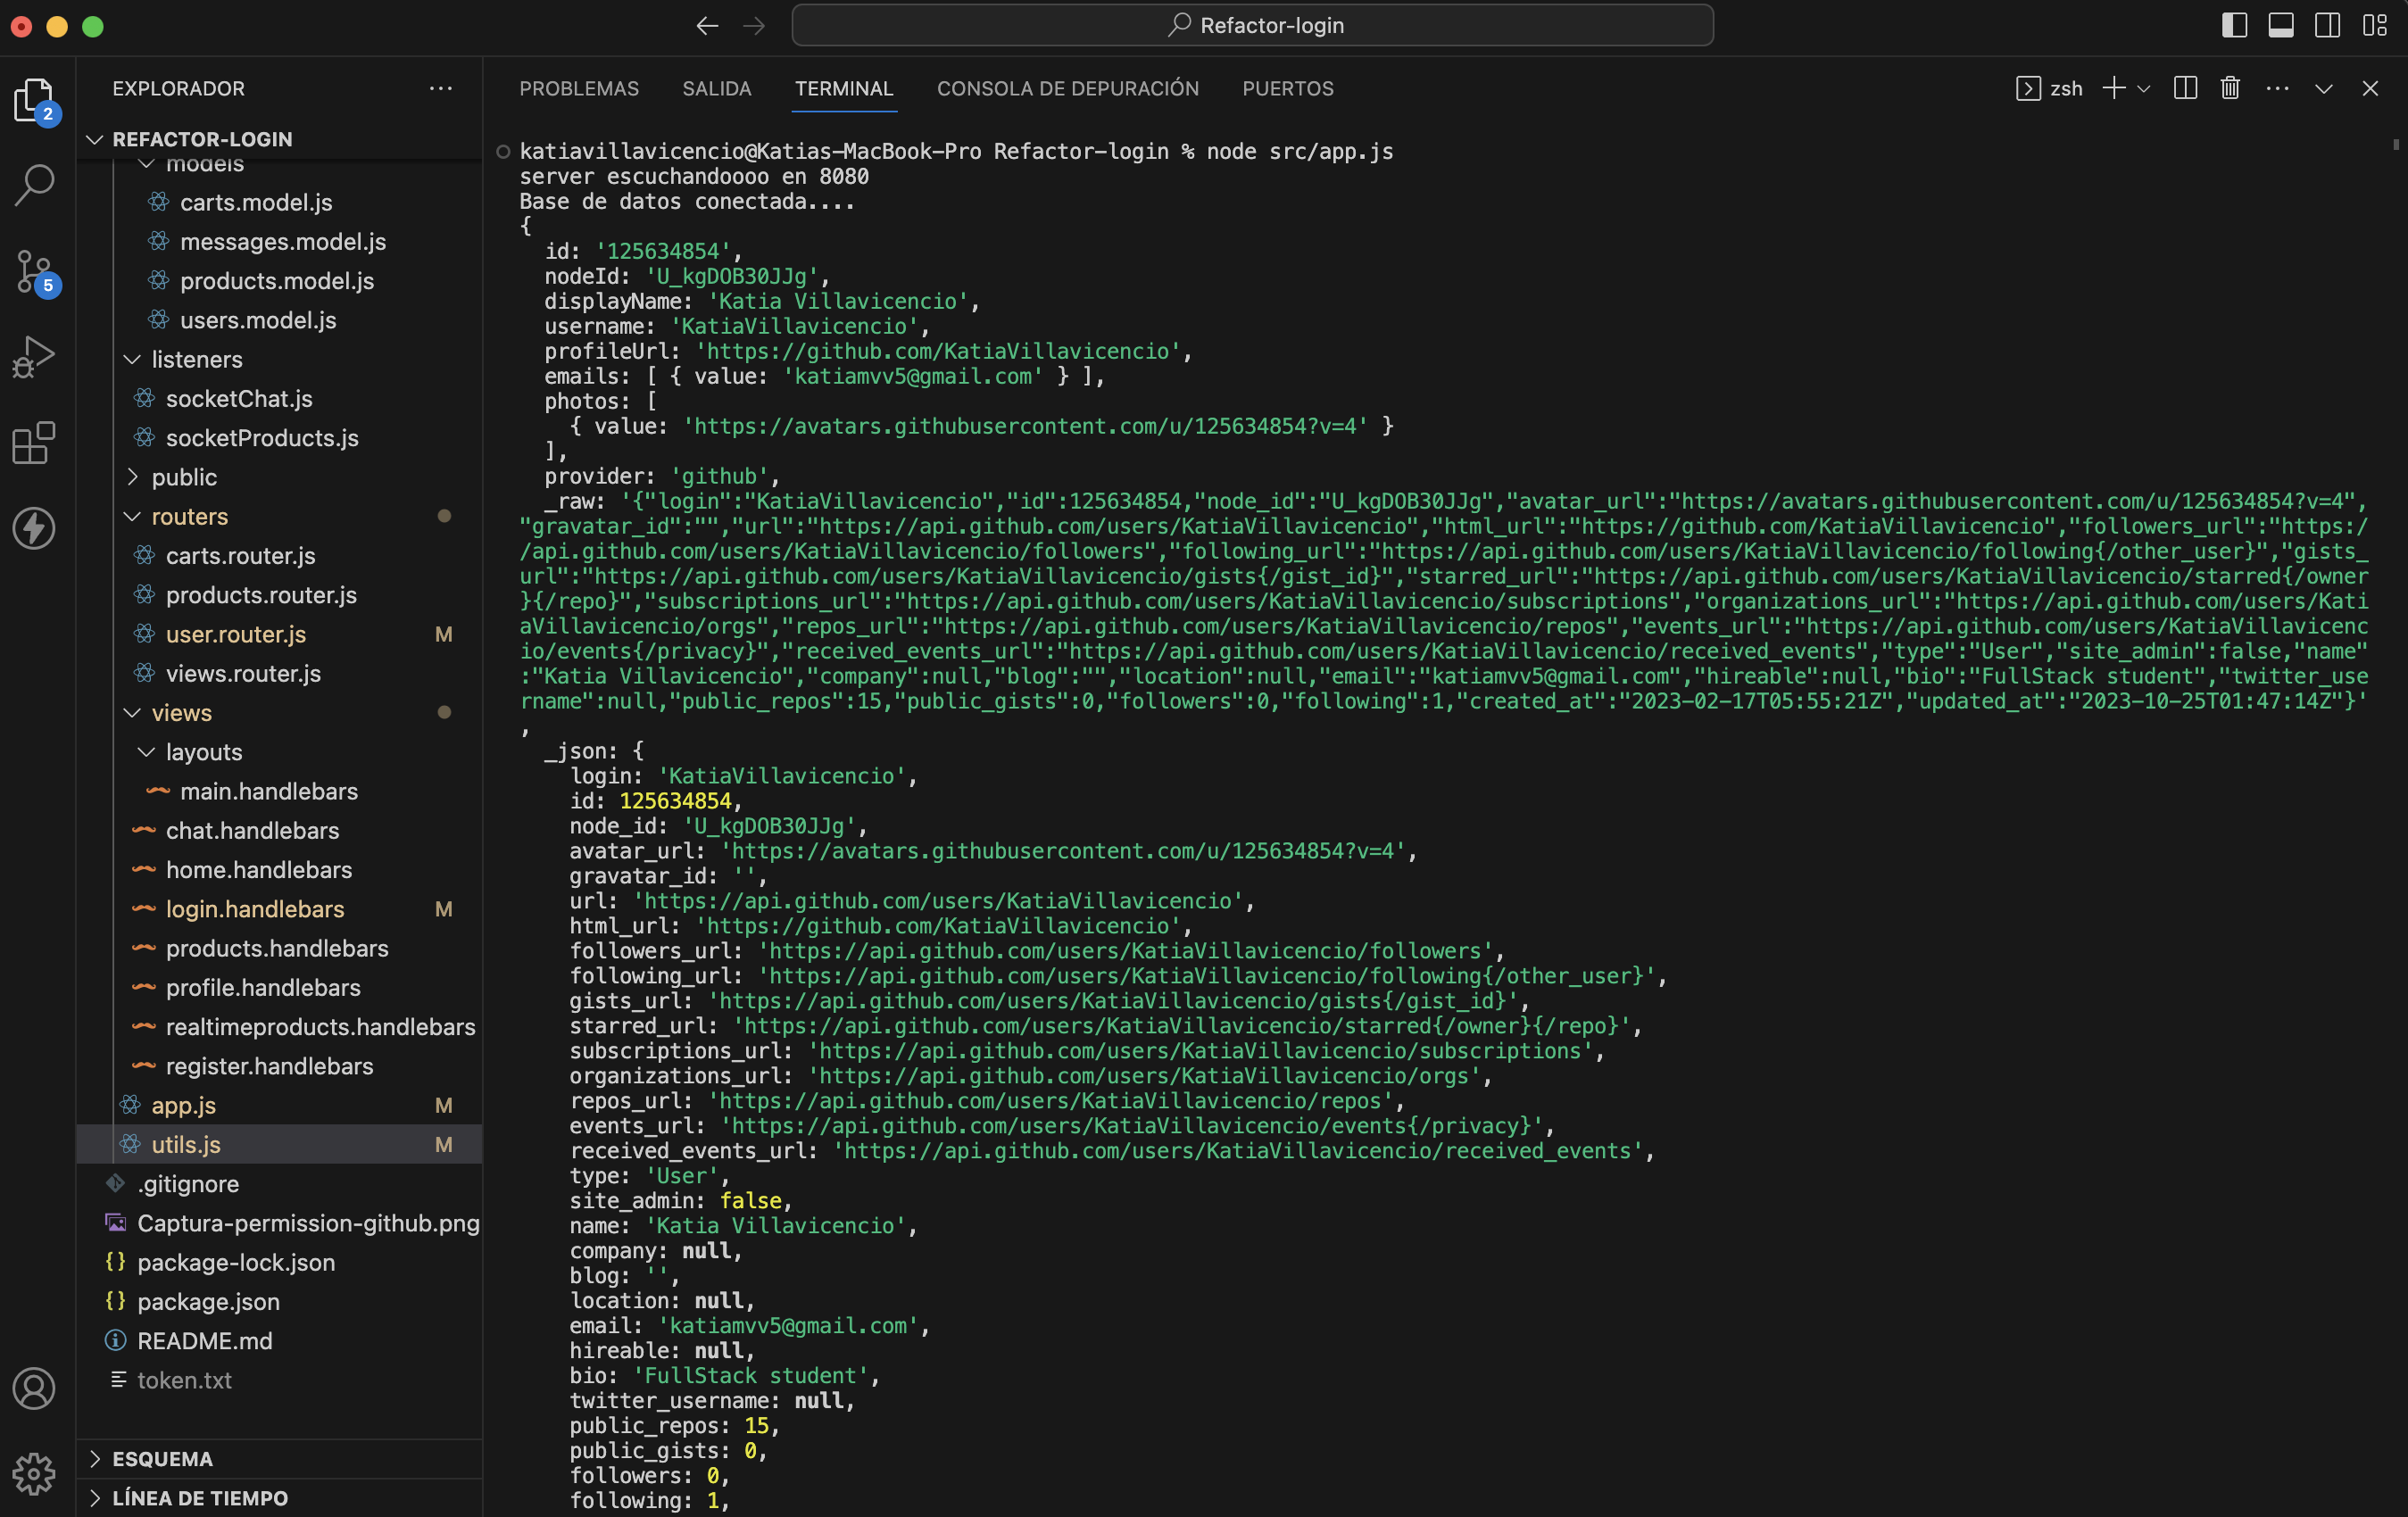 Refactor-login
EXPLORADOR
REFACTOR-LOGIN
models
carts.model.js
messages.model.js
products.model.js
users.model.js
listeners
socketChat.js
socketProducts.js
public
routers
carts.router.js
products.router.js
user.router.js M
views.router.js
views
layouts
main.handlebars
chat.handlebars
home.handlebars
login.handlebars M
products.handlebars
profile.handlebars
realtimeproducts.handlebars
register.handlebars
app.js M
utils.js M
.gitignore
Captura-permission-github.png
package-lock.json
package.json
README.md
token.txt
ESQUEMA
LÍNEA DE TIEMPO
2
5
PROBLEMAS SALIDA TERMINAL CONSOLA DE DEPURACIÓN PUERTOS
zsh
katiavillavicencio@Katias-MacBook-Pro Refactor-login % node src/app.js
server escuchandoooo en 8080
Base de datos conectada....
{
id: '125634854',
nodeId: 'U_kgDOB30JJg',
displayName: 'Katia Villavicencio',
username: 'KatiaVillavicencio',
profileUrl: 'https://github.com/KatiaVillavicencio',
emails: [ { value: 'katiamvv5@gmail.com' } ],
photos: [
{ value: 'https://avatars.githubusercontent.com/u/125634854?v=4' }
],
provider: 'github',
_raw: '{"login":"KatiaVillavicencio","id":125634854,"node_id":"U_kgDOB30JJg","avatar_url":"https://avatars.githubusercontent.com/u/125634854?v=4",
"gravatar_id":"","url":"https://api.github.com/users/KatiaVillavicencio","html_url":"https://github.com/KatiaVillavicencio","followers_url":"https:/
/api.github.com/users/KatiaVillavicencio/followers","following_url":"https://api.github.com/users/KatiaVillavicencio/following{/other_user}","gists_
url":"https://api.github.com/users/KatiaVillavicencio/gists{/gist_id}","starred_url":"https://api.github.com/users/KatiaVillavicencio/starred{/owner
}{/repo}","subscriptions_url":"https://api.github.com/users/KatiaVillavicencio/subscriptions","organizations_url":"https://api.github.com/users/Kati
aVillavicencio/orgs","repos_url":"https://api.github.com/users/KatiaVillavicencio/repos","events_url":"https://api.github.com/users/KatiaVillavicenc
io/events{/privacy}","received_events_url":"https://api.github.com/users/KatiaVillavicencio/received_events","type":"User","site_admin":false,"name"
:"Katia Villavicencio","company":null,"blog":"","location":null,"email":"katiamvv5@gmail.com","hireable":null,"bio":"FullStack student","twitter_use
rname":null,"public_repos":15,"public_gists":0,"followers":0,"following":1,"created_at":"2023-02-17T05:55:21Z","updated_at":"2023-10-25T01:47:14Z"}'
,
_json: {
login: 'KatiaVillavicencio',
id: 125634854,
node_id: 'U_kgDOB30JJg',
avatar_url: 'https://avatars.githubusercontent.com/u/125634854?v=4',
gravatar_id: '',
url: 'https://api.github.com/users/KatiaVillavicencio',
html_url: 'https://github.com/KatiaVillavicencio',
followers_url: 'https://api.github.com/users/KatiaVillavicencio/followers',
following_url: 'https://api.github.com/users/KatiaVillavicencio/following{/other_user}',
gists_url: 'https://api.github.com/users/KatiaVillavicencio/gists{/gist_id}',
starred_url: 'https://api.github.com/users/KatiaVillavicencio/starred{/owner}{/repo}',
subscriptions_url: 'https://api.github.com/users/KatiaVillavicencio/subscriptions',
organizations_url: 'https://api.github.com/users/KatiaVillavicencio/orgs',
repos_url: 'https://api.github.com/users/KatiaVillavicencio/repos',
events_url: 'https://api.github.com/users/KatiaVillavicencio/events{/privacy}',
received_events_url: 'https://api.github.com/users/KatiaVillavicencio/received_events',
type: 'User',
site_admin: false,
name: 'Katia Villavicencio',
company: null,
blog: '',
location: null,
email: 'katiamvv5@gmail.com',
hireable: null,
bio: 'FullStack student',
twitter_username: null,
public_repos: 15,
public_gists: 0,
followers: 0,
following: 1,